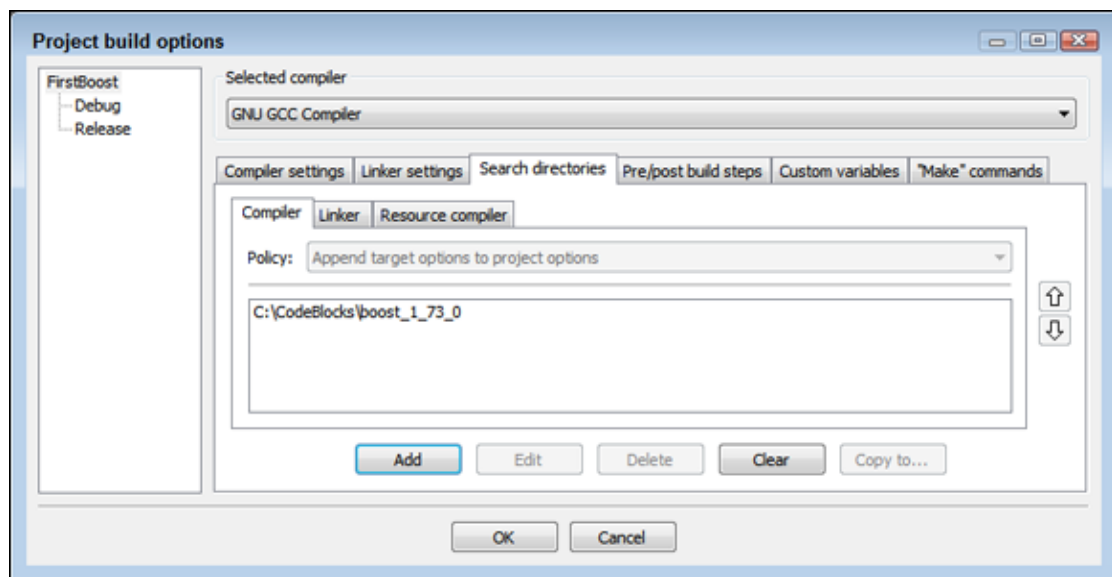 Project build options
FirstBoost
Debug
Release
Selected compiler
GNU GCC Compiler
Compiler settings Linker settings Search directories Pre/post build steps Custom variables "Make" commands
Compiler Linker Resource compiler
Policy: Append target options to project options
C:\CodeBlocks\boost_1_73_0
Add Edit Delete Clear Copy to...
OK Cancel